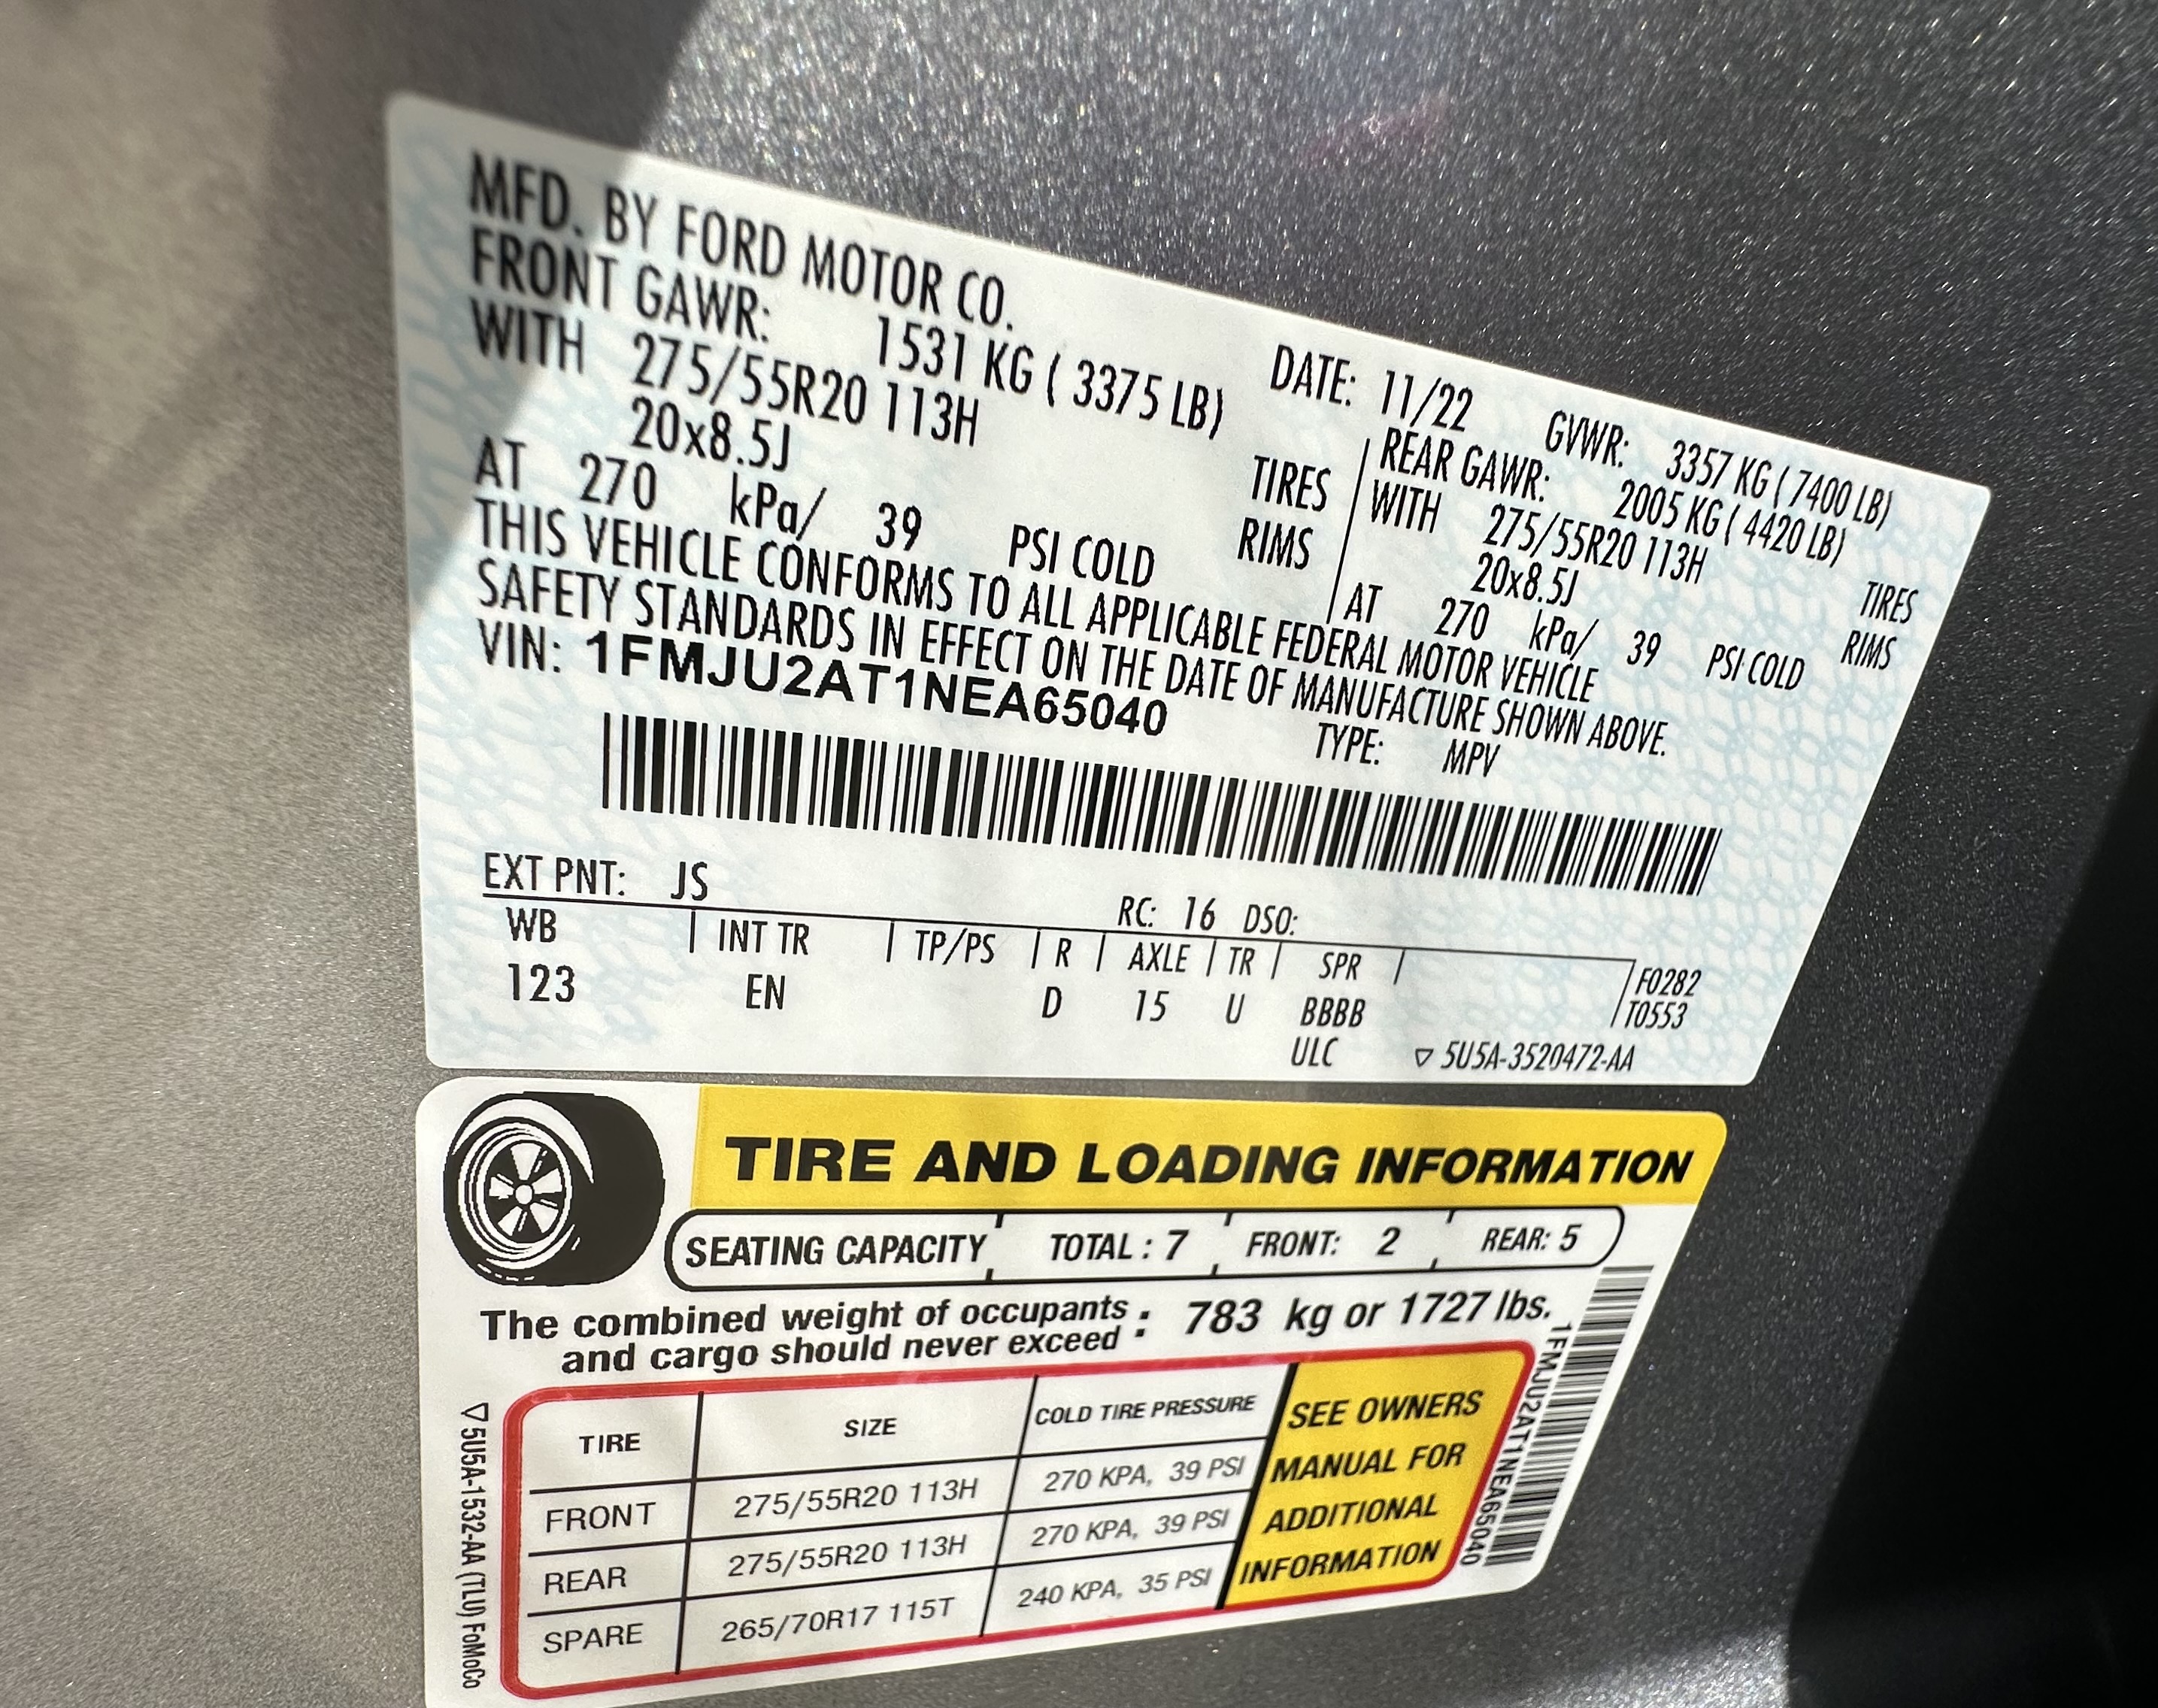 MFD. BY FORD MOTOR CO.
DATE: 11/22 GVWR: 3357 KG ( 7400 LB)
FRONT GAWR: 1531 KG ( 3375 LB)
WITH 275/55R20 113H TIRES
20x8.5J RIMS
AT 270 kPa/ 39 PSI COLD
REAR GAWR: 2005 KG ( 4420 LB)
WITH 275/55R20 113H TIRES
20x8.5J RIMS
AT 270 kPa/ 39 PSI COLD
THIS VEHICLE CONFORMS TO ALL APPLICABLE FEDERAL MOTOR VEHICLE
SAFETY STANDARDS IN EFFECT ON THE DATE OF MANUFACTURE SHOWN ABOVE.
VIN: 1FMJU2AT1NEA65040
TYPE: MPV
EXT PNT: JS RC: 16 DSO:
WB INT TR TP/PS R AXLE TR SPR F0282
123 EN D 15 U BBBB T0553
ULC ▽ 5U5A-3520472-AA
TIRE AND LOADING INFORMATION
SEATING CAPACITY TOTAL : 7 FRONT: 2 REAR: 5
The combined weight of occupants
and cargo should never exceed : 783 kg or 1727 lbs.
TIRE SIZE COLD TIRE PRESSURE
FRONT 275/55R20 113H 270 KPA, 39 PSI
REAR 275/55R20 113H 270 KPA, 39 PSI
SPARE 265/70R17 115T 240 KPA, 35 PSI
SEE OWNERS
MANUAL FOR
ADDITIONAL
INFORMATION
1FMJU2AT1NEA65040
▽5U5A-1532-AA (TLU) FoMoCo